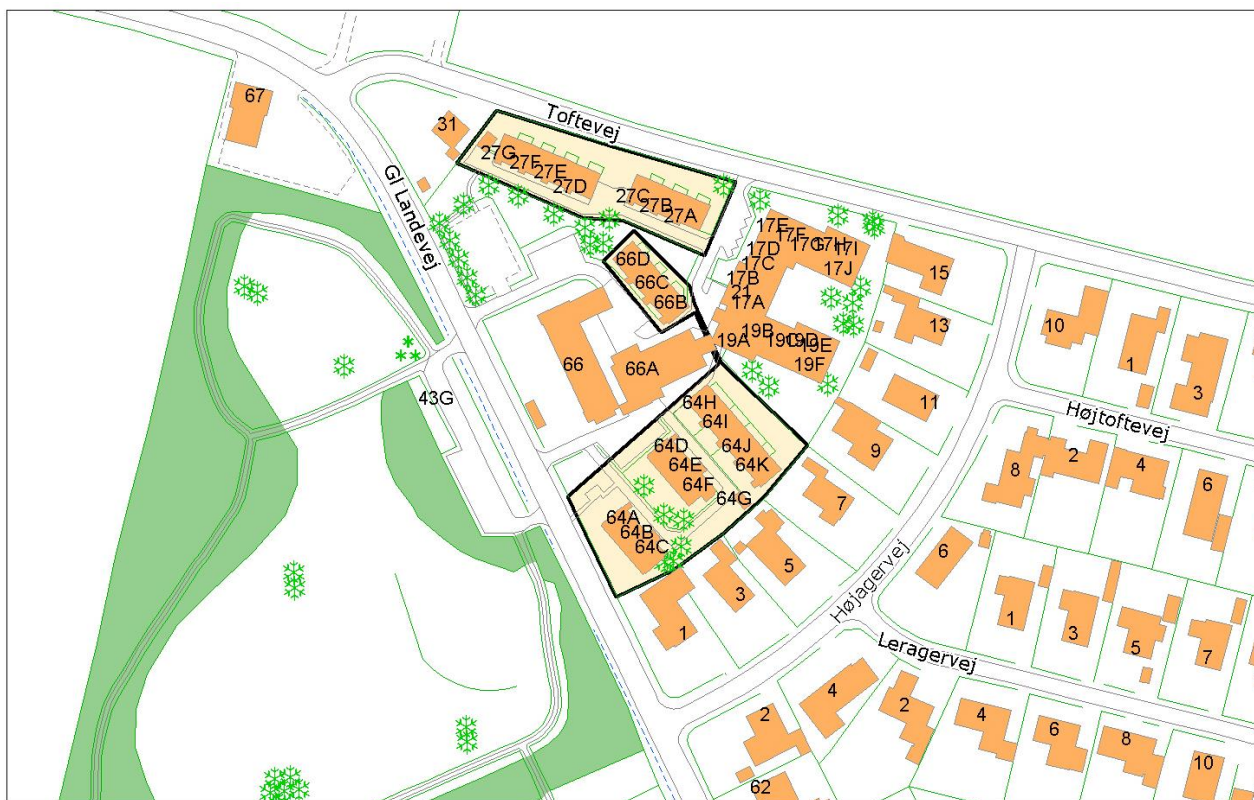 67
31
Toftevej
27G
27F
27E
27D
27C
27B
27A
Gl Landevej
17E
17F
17G
17H
17I
17J
17D
17C
17B
21
17A
66D
66C
66B
15
13
10
1
3
19A
19B
19C
19D
19E
19F
66
66A
43G
11
9
7
Højtoftevej
8
2
4
6
64H
64I
64J
64K
64D
64E
64F
64G
64A
64B
64C
5
3
1
Højagervej
6
1
3
5
7
Leragervej
2
4
2
4
6
8
10
62